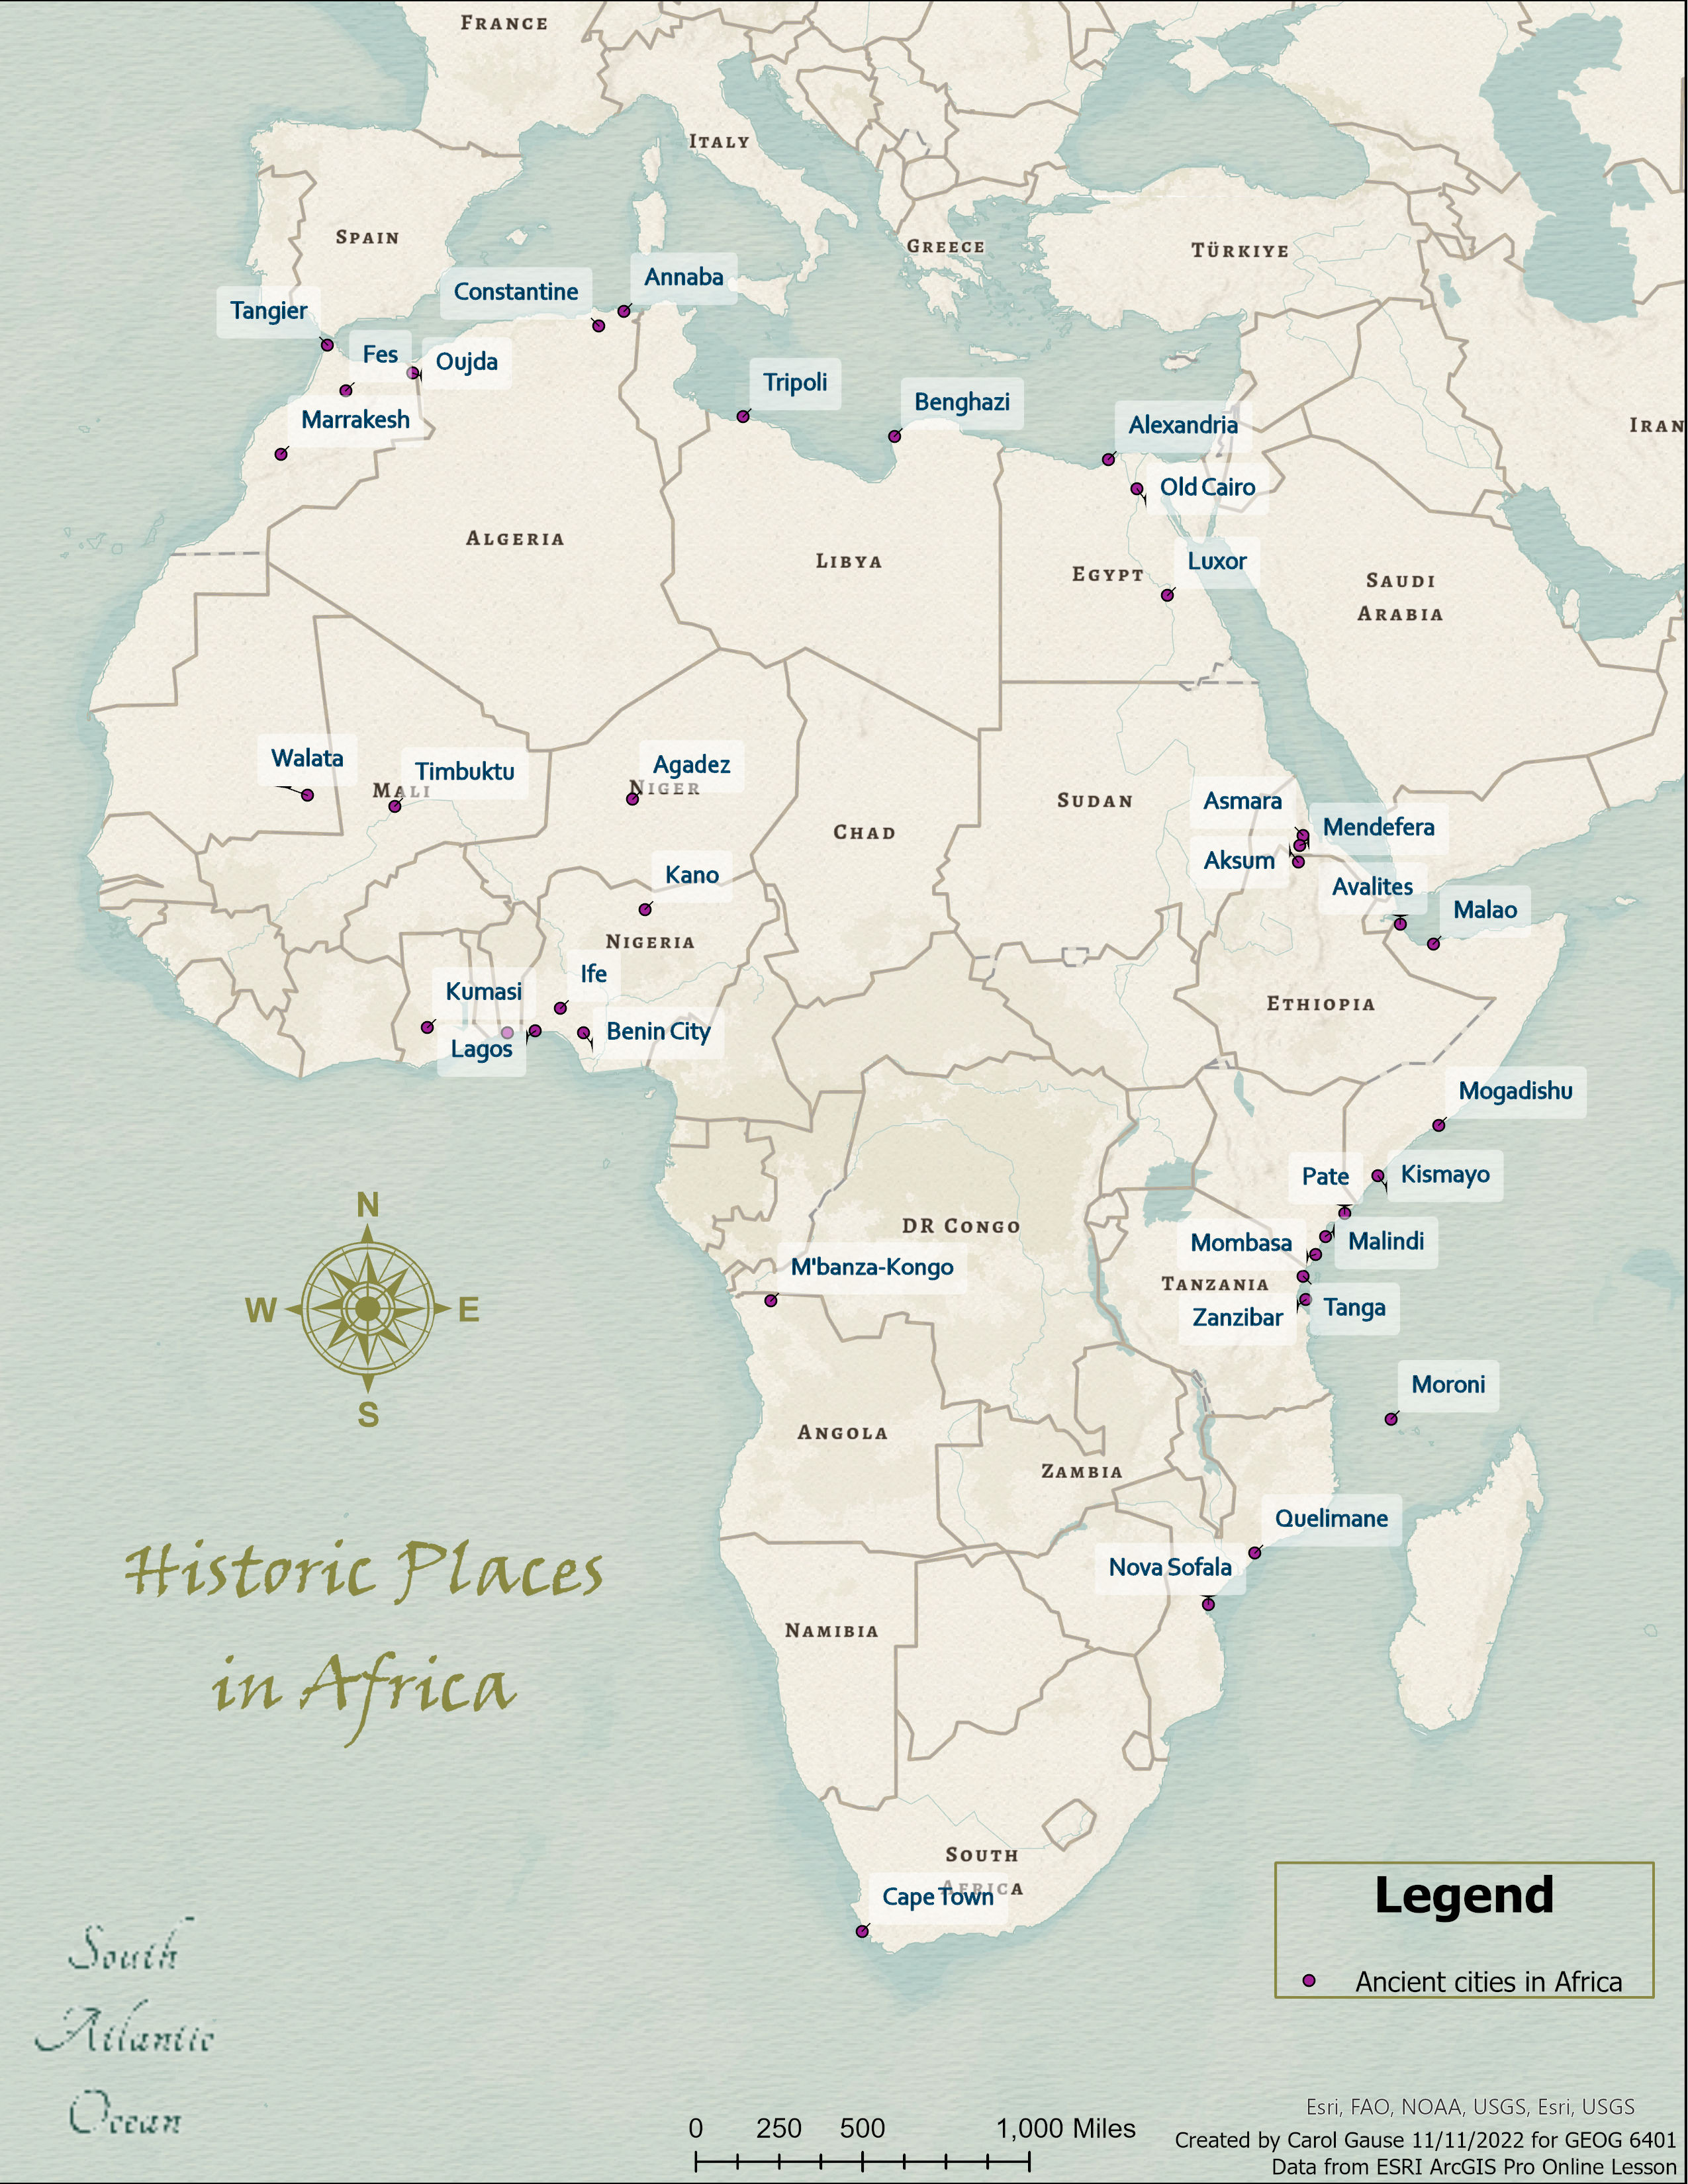 FRANCE
ITALY
SPAIN
GREECE
TÜRKIYE
Constantine
Annaba
Tangier
Fes
Oujda
Tripoli
Benghazi
Marrakesh
Alexandria
IRAN
Old Cairo
ALGERIA
LIBYA
Luxor
EGYPT
SAUDI
ARABIA
Walata
Timbuktu
Agadez
MALI
NIGER
SUDAN
Asmara
Mendefera
CHAD
Aksum
Kano
Avalites
Malao
NIGERIA
Ife
Kumasi
ETHIOPIA
Benin City
Lagos
Mogadishu
Pate
Kismayo
N
DR CONGO
Mombasa
Malindi
M'banza-Kongo
TANZANIA
W
E
Zanzibar
Tanga
Moroni
S
ANGOLA
ZAMBIA
Quelimane
Nova Sofala
Historic Places
in Africa
NAMIBIA
SOUTH
AFRICA
Cape Town
Legend
Ancient cities in Africa
South
Atlantic
Ocean
0 250 500 1,000 Miles
Esri, FAO, NOAA, USGS, Esri, USGS
Created by Carol Gause 11/11/2022 for GEOG 6401
Data from ESRI ArcGIS Pro Online Lesson